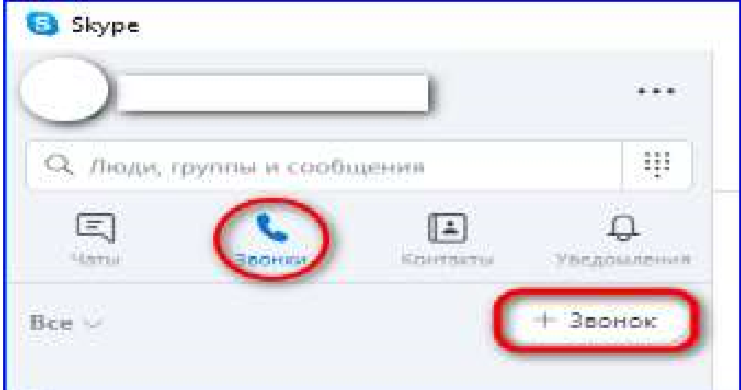 Skype
Люди, группы и сообщения
Чаты Звонки Контакты Уведомления
Все + Звонок